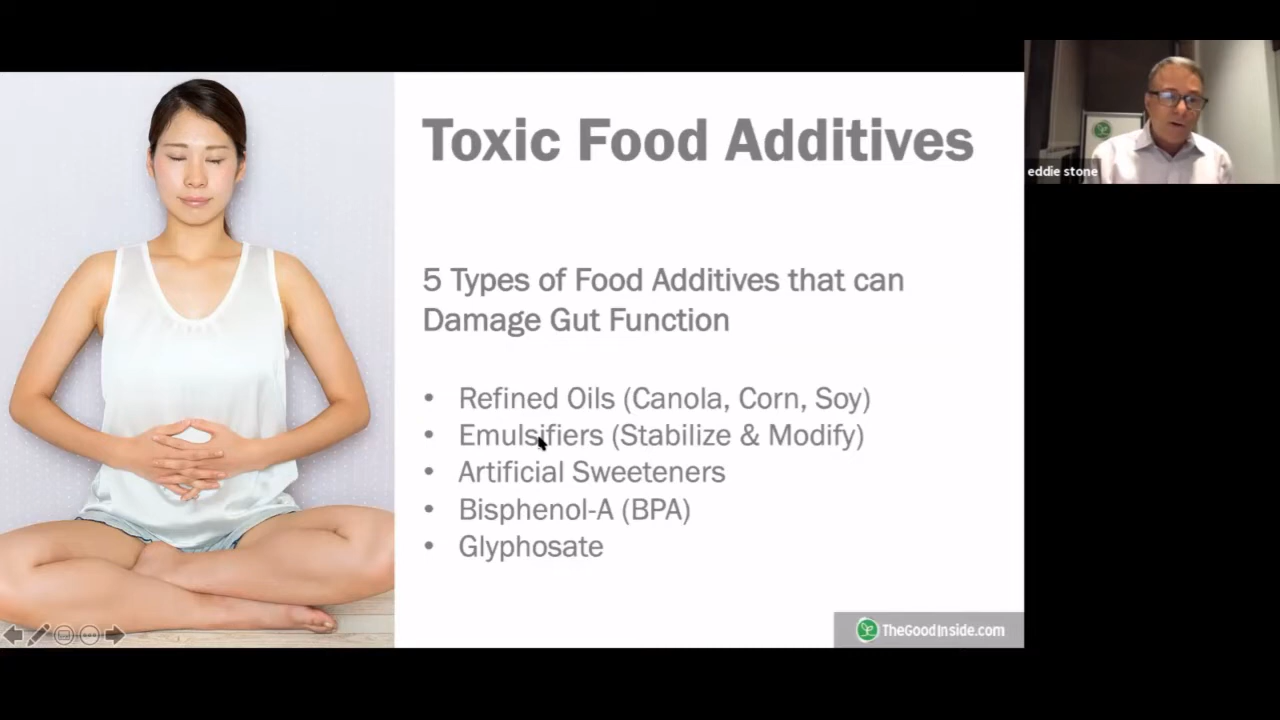 Toxic Food Additives
5 Types of Food Additives that can
Damage Gut Function
• Refined Oils (Canola, Corn, Soy)
• Emulsifiers (Stabilize & Modify)
• Artificial Sweeteners
• Bisphenol-A (BPA)
• Glyphosate
TheGoodInside.com
eddie stone